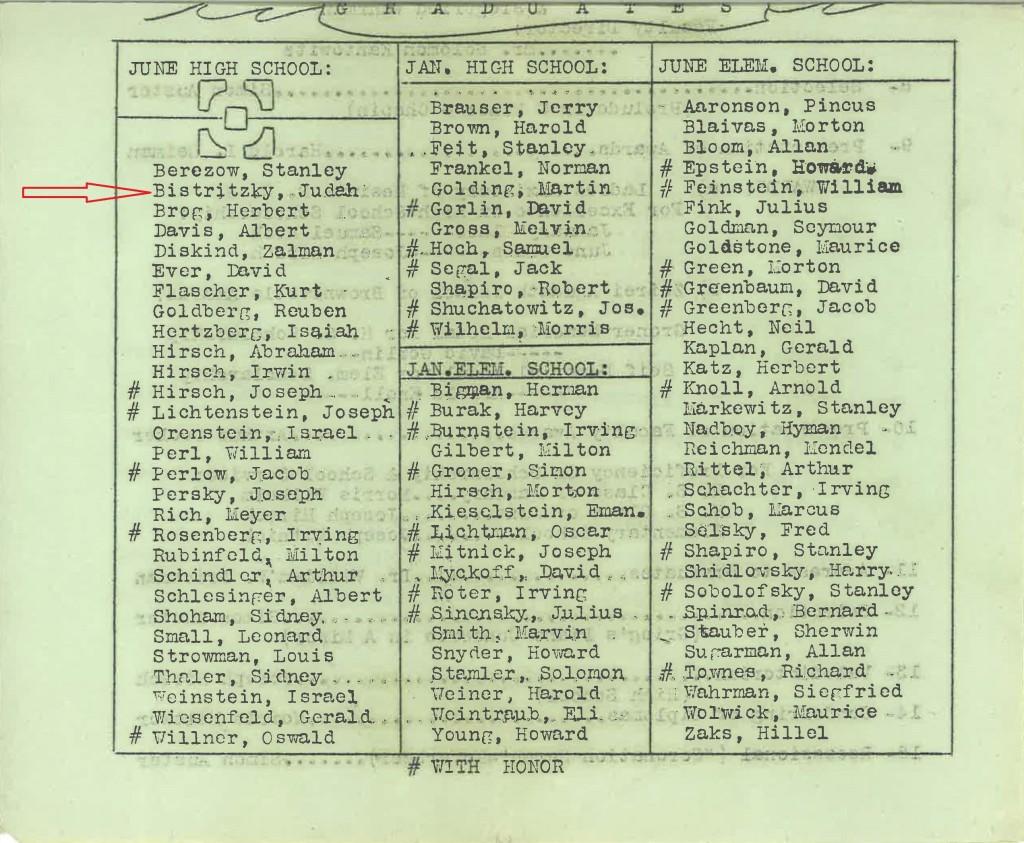 G R A D U A T E S
JUNE HIGH SCHOOL:
Berezow, Stanley
Bistritzky, Judah
Brog, Herbert
Davis, Albert
Diskind, Zalman
Ever, David
Flascher, Kurt
Goldberg, Reuben
Hertzberg, Isaiah
Hirsch, Abraham
Hirsch, Irwin
# Hirsch, Joseph
# Lichtenstein, Joseph
Orenstein, Israel
Perl, William
# Perlow, Jacob
Persky, Joseph
Rich, Meyer
# Rosenberg, Irving
Rubinfeld, Milton
Schindler, Arthur
Schlesinger, Albert
Shoham, Sidney
Small, Leonard
Strowman, Louis
Thaler, Sidney
Weinstein, Israel
Wiesenfeld, Gerald
# Willner, Oswald
JAN. HIGH SCHOOL:
Brauser, Jerry
Brown, Harold
Feit, Stanley
Frankel, Norman
Golding, Martin
# Gorlin, David
Gross, Melvin
# Hoch, Samuel
# Segal, Jack
Shapiro, Robert
# Shuchatowitz, Jos.
# Wilhelm, Morris
JAN.ELEM. SCHOOL:
Bigman, Herman
# Burak, Harvey
# Burnstein, Irving
Gilbert, Milton
# Groner, Simon
Hirsch, Morton
Kieselstein, Eman.
# Lichtman, Oscar
# Mitnick, Joseph
Myckoff, David
# Roter, Irving
# Sinensky, Julius
Smith, Marvin
Snyder, Howard
Stamler, Solomon
Weiner, Harold
Weintraub, Eli
Young, Howard
JUNE ELEM. SCHOOL:
Aaronson, Pincus
Blaivas, Morton
Bloom, Allan
# Epstein, Howard
# Feinstein, William
Fink, Julius
Goldman, Seymour
Goldstone, Maurice
# Green, Morton
# Greenbaum, David
# Greenberg, Jacob
Hecht, Neil
Kaplan, Gerald
Katz, Herbert
# Knoll, Arnold
Markewitz, Stanley
Nadboy, Hyman
Reichman, Mendel
Rittel, Arthur
Schachter, Irving
Schob, Marcus
Selsky, Fred
# Shapiro, Stanley
Shidlovsky, Harry
# Sobolofsky, Stanley
Spinrad, Bernard
Stauber, Sherwin
Sugarman, Allan
# Townes, Richard
Wahrman, Siegfried
Wolwick, Maurice
Zaks, Hillel
# WITH HONOR